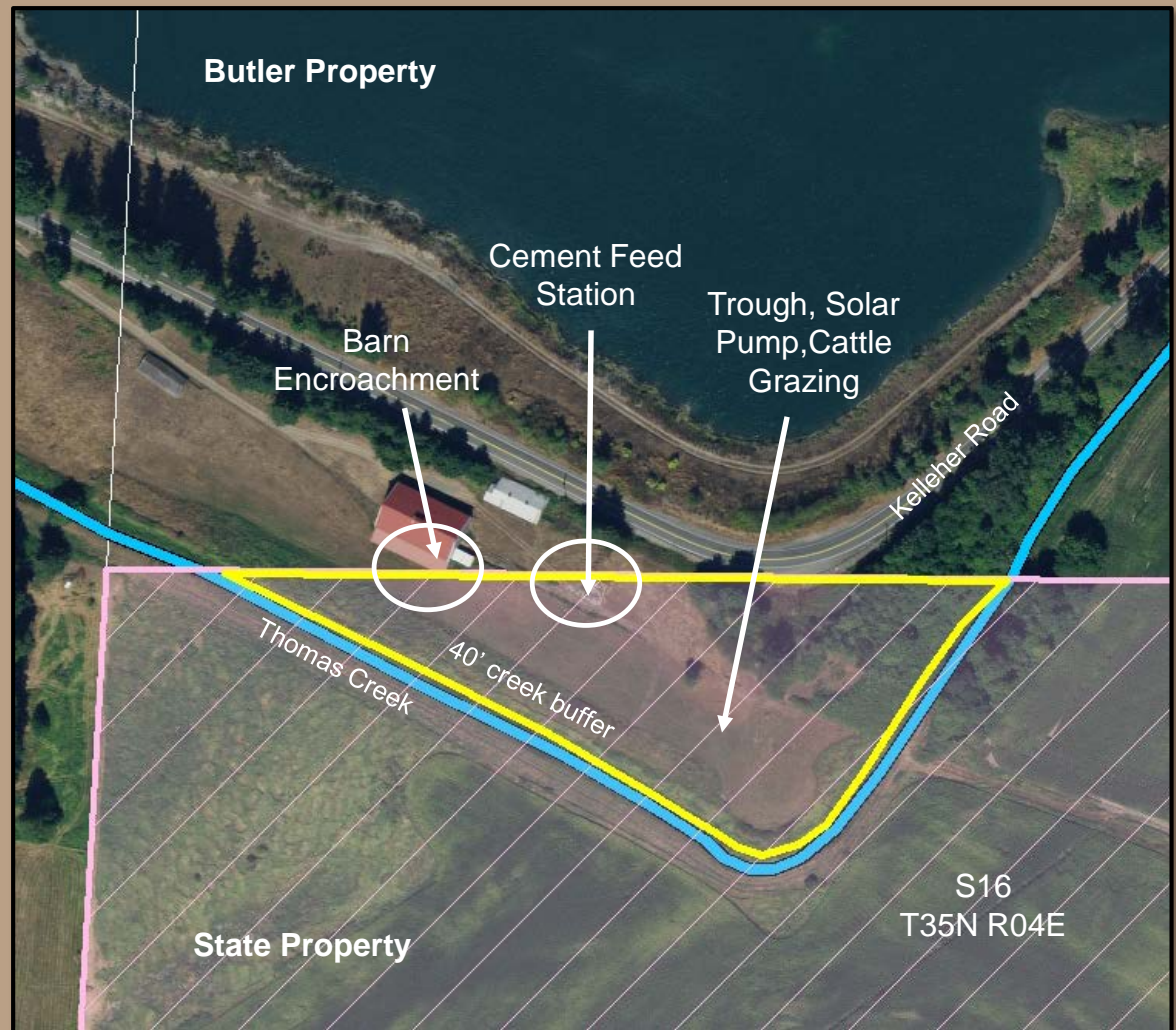 Butler Property
Cement Feed
Station
Trough, Solar
Pump,Cattle
Grazing
Barn
Encroachment
Kelleher Road
Thomas Creek
40’ creek buffer
S16
T35N R04E
State Property